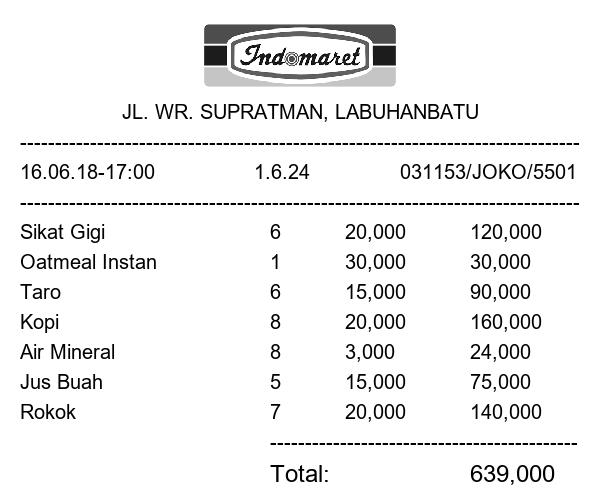 Indomaret
JL. WR. SUPRATMAN, LABUHANBATU
--------------------------------------------------------------------------------
16.06.18-17:00 1.6.24 031153/JOKO/5501
--------------------------------------------------------------------------------
Sikat Gigi 6 20,000 120,000
Oatmeal Instan 1 30,000 30,000
Taro 6 15,000 90,000
Kopi 8 20,000 160,000
Air Mineral 8 3,000 24,000
Jus Buah 5 15,000 75,000
Rokok 7 20,000 140,000
--------------------------------------------
Total: 639,000